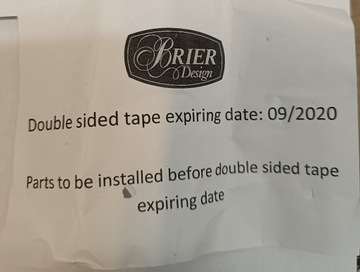 BRIER
Design
Double sided tape expiring date: 09/2020
Parts to be installed before double sided tape
expiring date